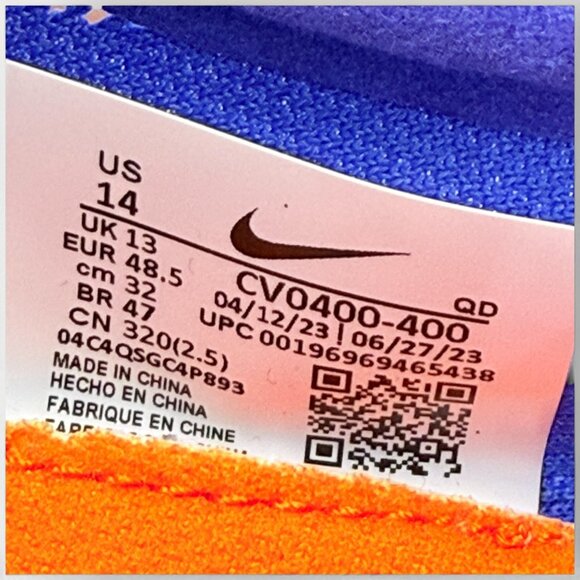 US
14
UK 13
EUR 48.5
cm 32
BR 47
CN 320(2.5)
04C4QSGC4P893
MADE IN CHINA
HECHO EN CHINA
FABRIQUE EN CHINE
QD
CV0400-400
04/12/23 | 06/27/23
UPC 00196969465438